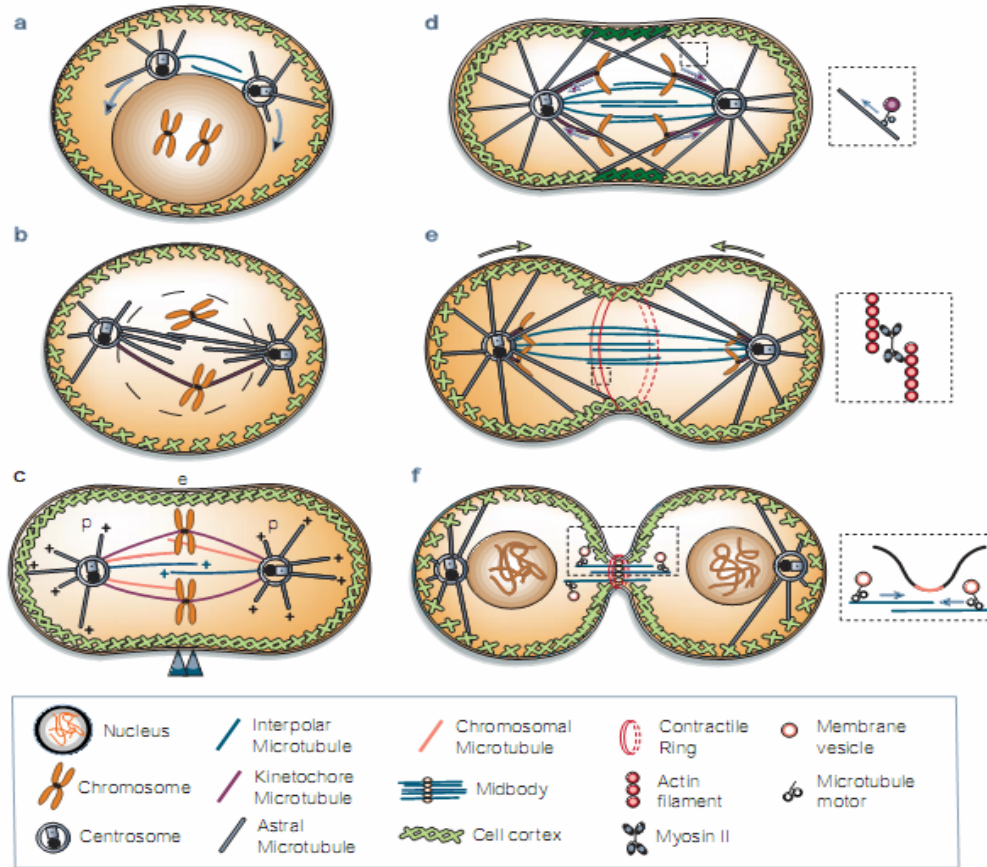 a
b
c
e
p
p
+
+
+
+
+
+
+
+
+
+
d
e
f
Nucleus
Interpolar
Microtubule
Chromosomal
Microtubule
Contractile
Ring
Membrane
vesicle
Chromosome
Kinetochore
Microtubule
Midbody
Actin
filament
Microtubule
motor
Centrosome
Astral
Microtubule
Cell cortex
Myosin II